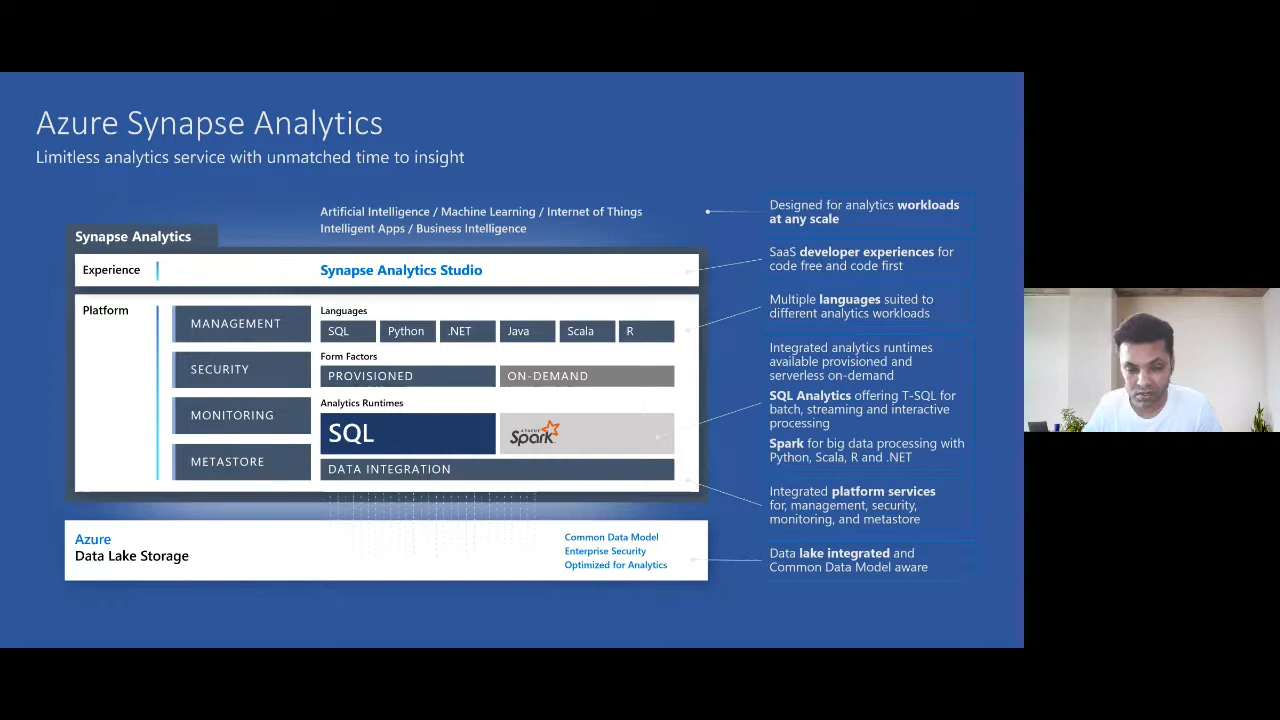 Azure Synapse Analytics
Limitless analytics service with unmatched time to insight
Artificial Intelligence / Machine Learning / Internet of Things
Intelligent Apps / Business Intelligence
Synapse Analytics
Experience
Synapse Analytics Studio
Platform
MANAGEMENT
SECURITY
MONITORING
METASTORE
Languages
SQL
Python
.NET
Java
Scala
R
Form Factors
PROVISIONED
ON-DEMAND
Analytics Runtimes
SQL
APACHE
Spark
DATA INTEGRATION
Azure
Data Lake Storage
Common Data Model
Enterprise Security
Optimized for Analytics
Designed for analytics workloads
at any scale
SaaS developer experiences for
code free and code first
Multiple languages suited to
different analytics workloads
Integrated analytics runtimes
available provisioned and
serverless on-demand
SQL Analytics offering T-SQL for
batch, streaming and interactive
processing
Spark for big data processing with
Python, Scala, R and .NET
Integrated platform services
for, management, security,
monitoring, and metastore
Data lake integrated and
Common Data Model aware